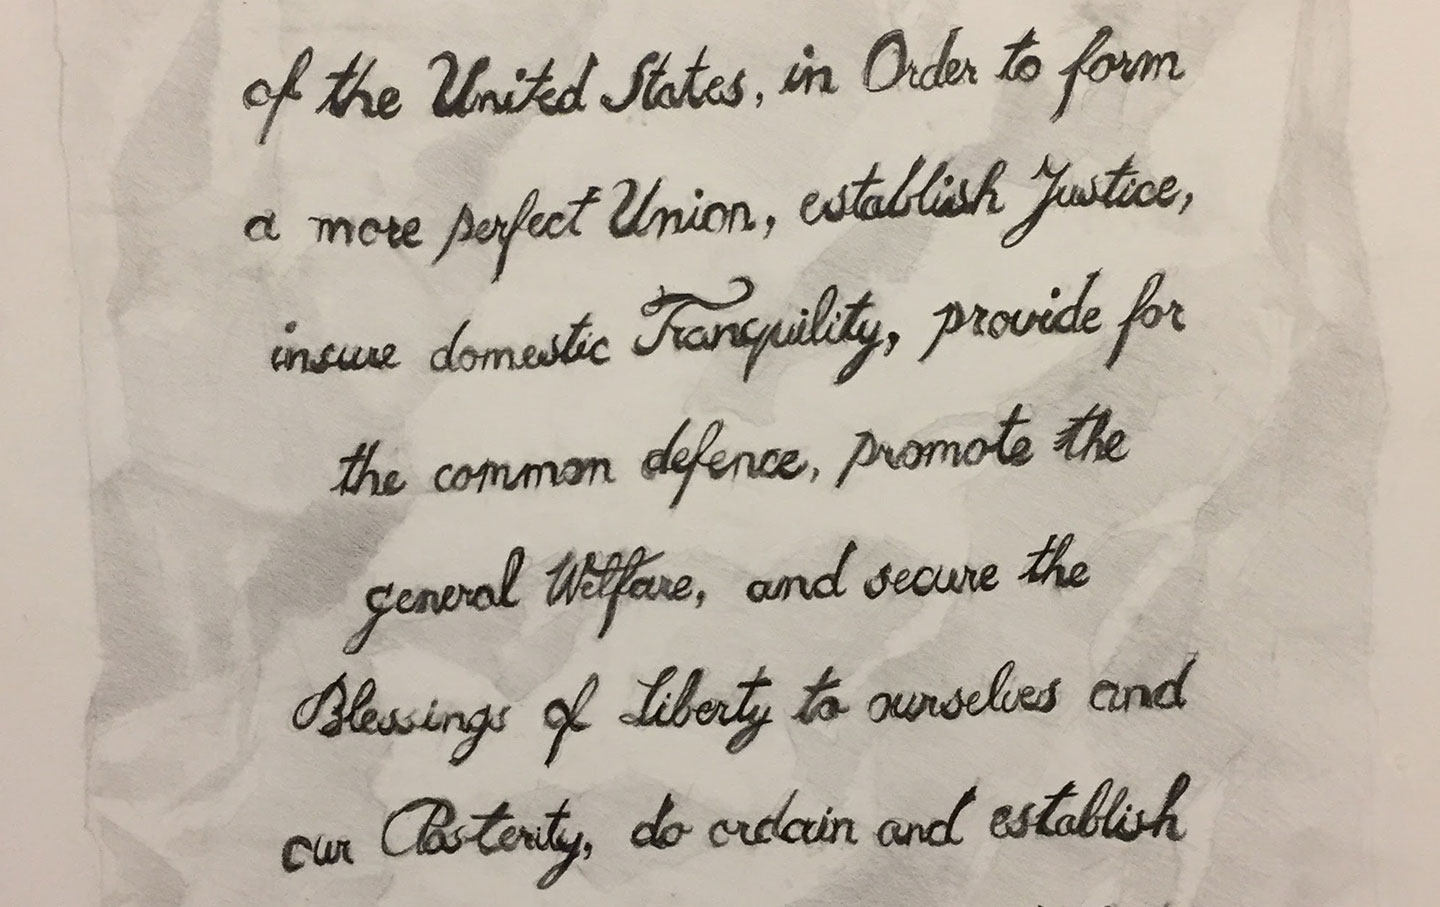 of the United States, in Order to form
a more perfect Union, establish Justice,
insure domestic Tranquility, provide for
the common defence, promote the
general Welfare, and secure the
Blessings of Liberty to ourselves and
our Posterity, do ordain and establish